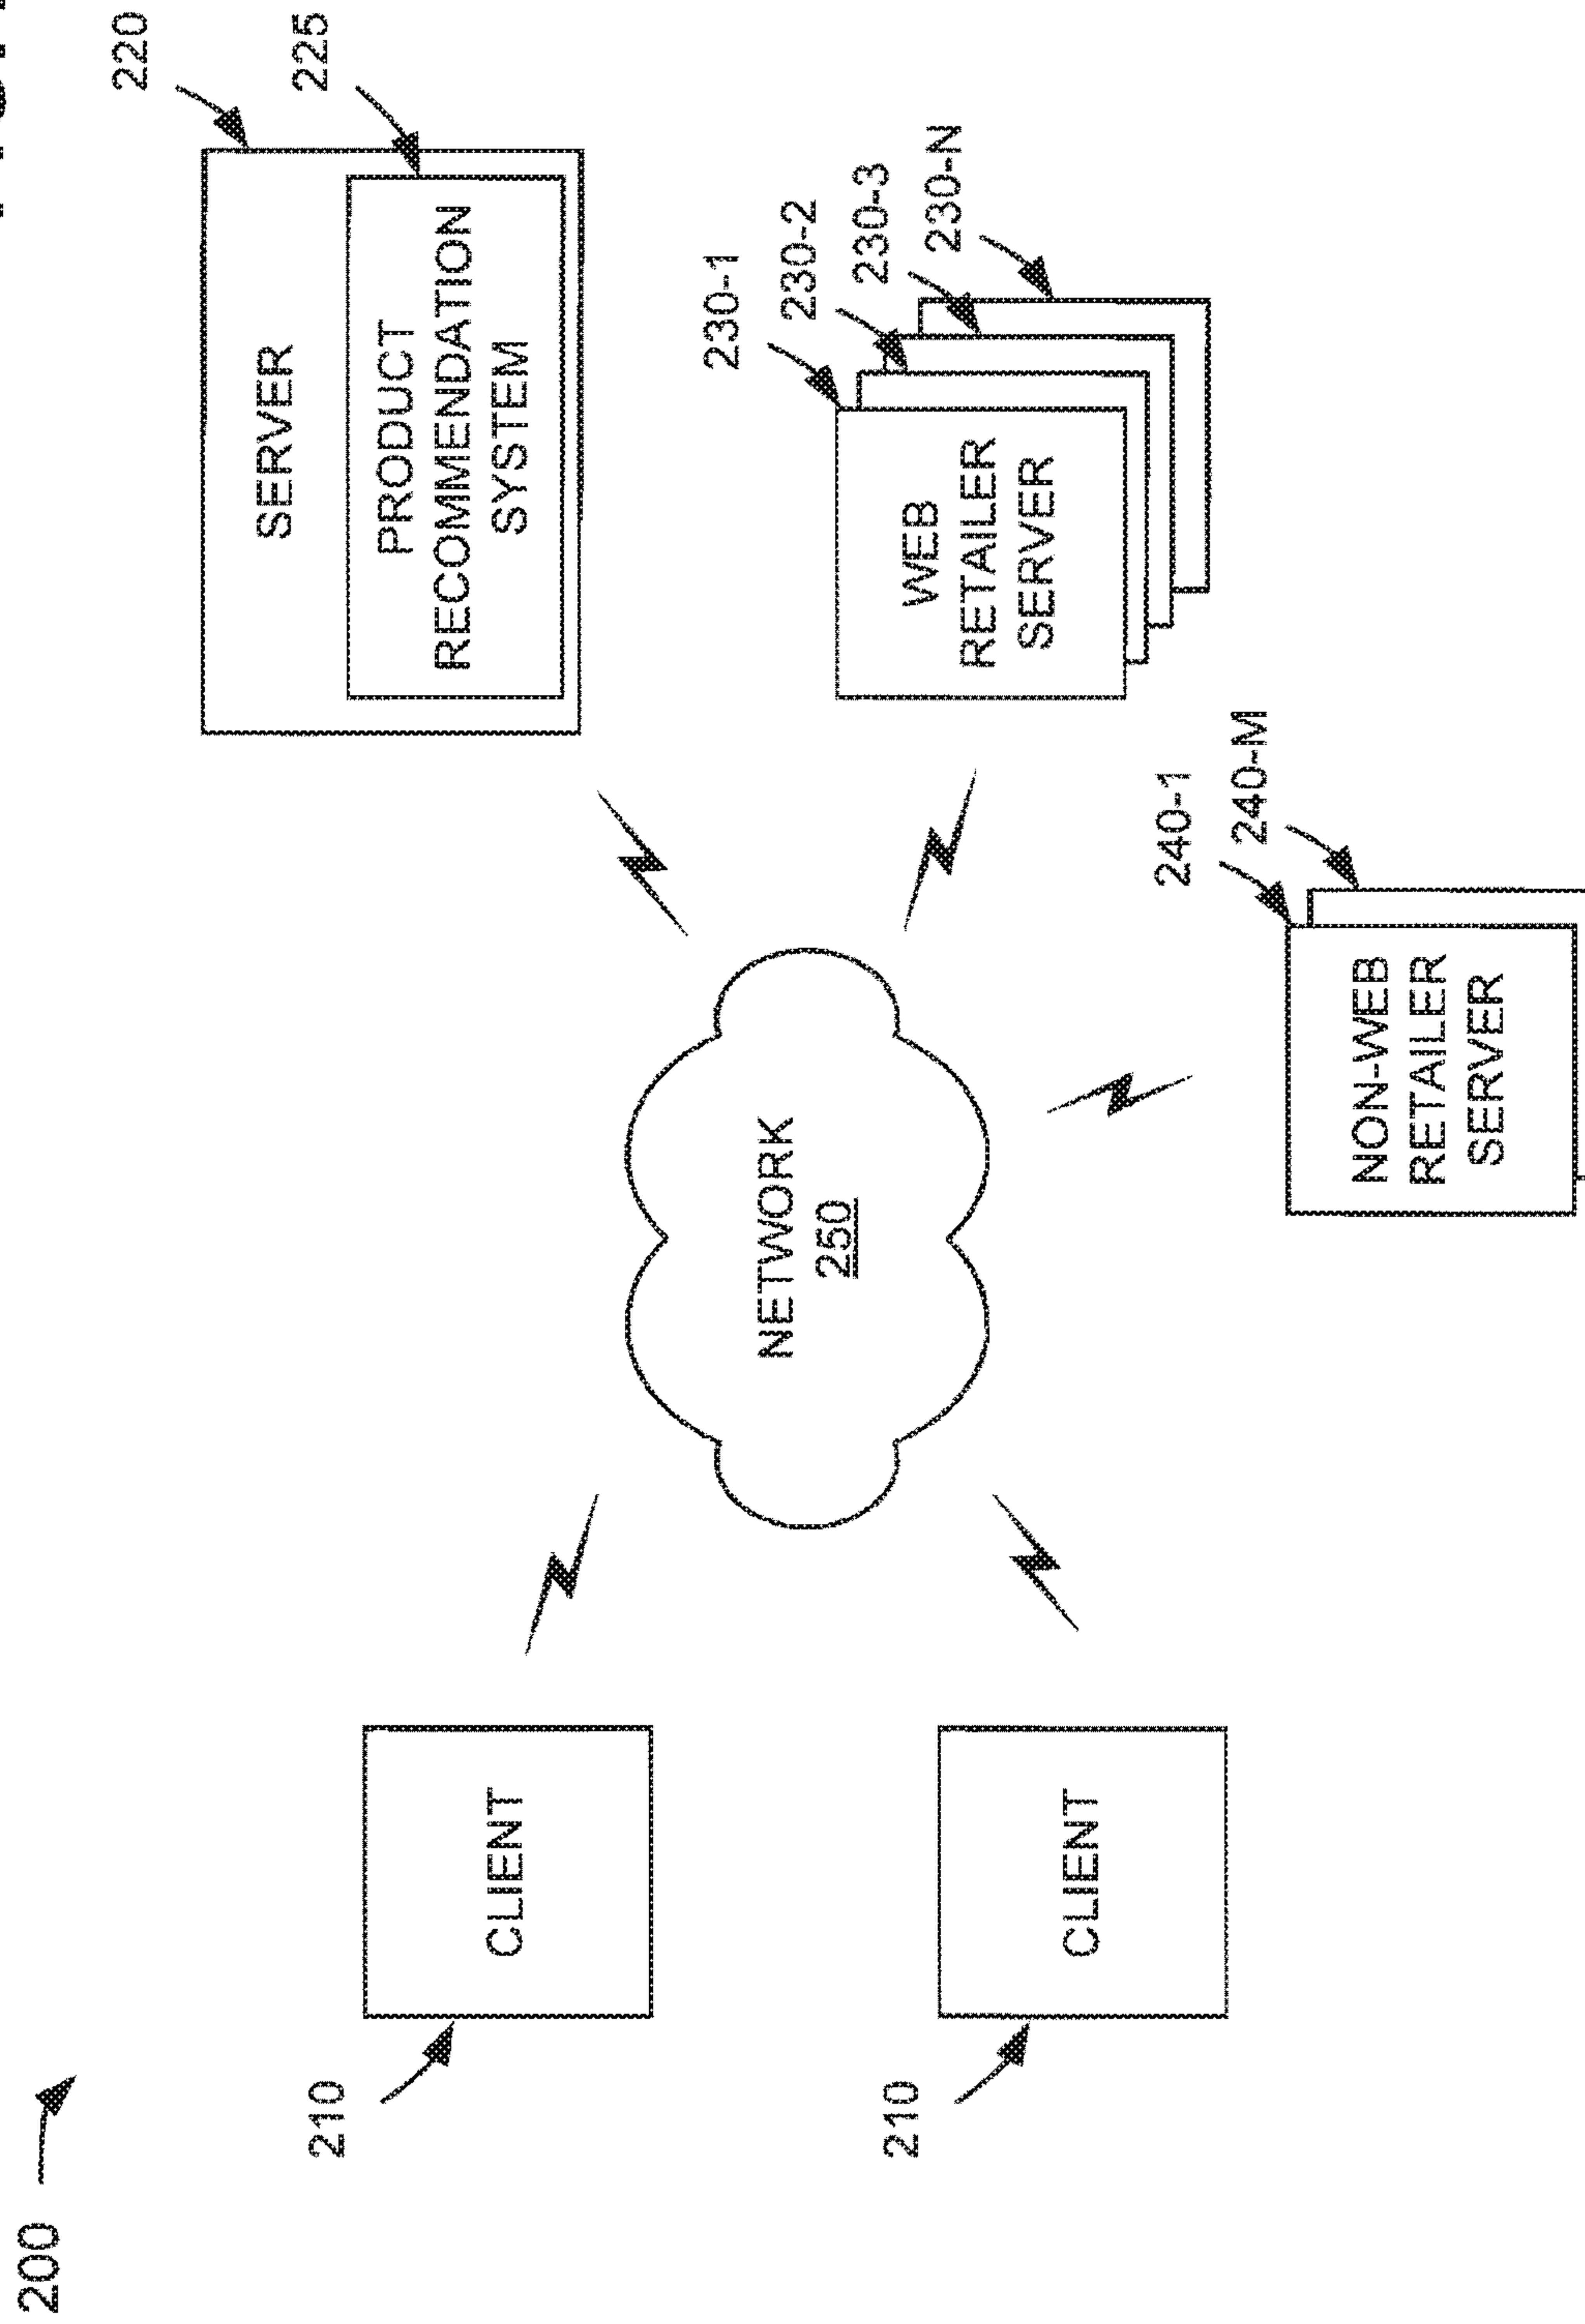 200
210
CLIENT
210
CLIENT
NETWORK
250
SERVER
220
PRODUCT
RECOMMENDATION
SYSTEM
225
WEB
RETAILER
SERVER
230-1
230-2
230-3
230-N
NON-WEB
RETAILER
SERVER
240-1
240-M